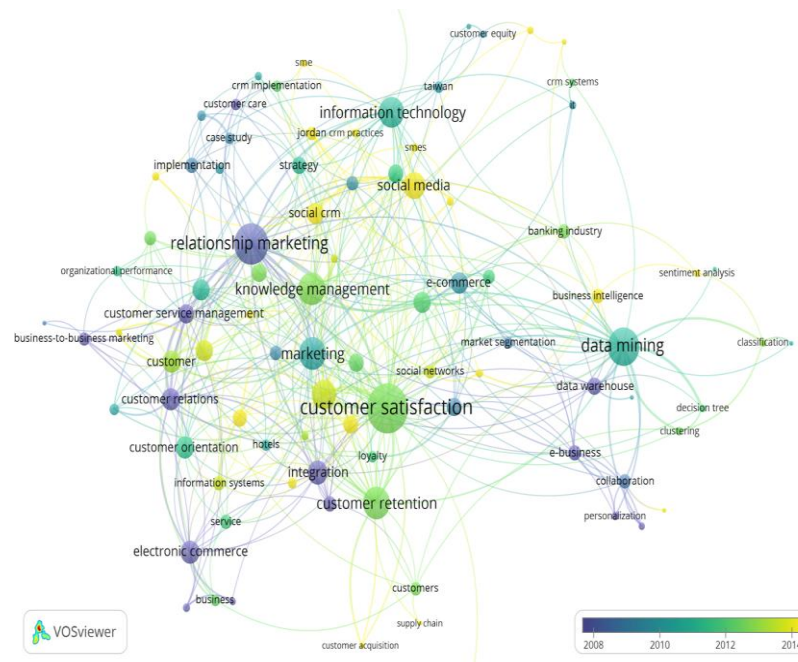 customer equity
sme
crm implementation
taiwan
crm systems
customer care
information technology
case study
jordan crm practices
smes
implementation
strategy
social media
social crm
relationship marketing
banking industry
organizational performance
knowledge management
e-commerce
sentiment analysis
business intelligence
customer service management
business-to-business marketing
market segmentation
data mining
classification
marketing
customer
social networks
data warehouse
customer relations
customer satisfaction
decision tree
clustering
customer orientation
hotels
loyalty
e-business
information systems
integration
collaboration
customer retention
personalization
service
electronic commerce
customers
business
supply chain
customer acquisition
VOSviewer
2008 2010 2012 2014